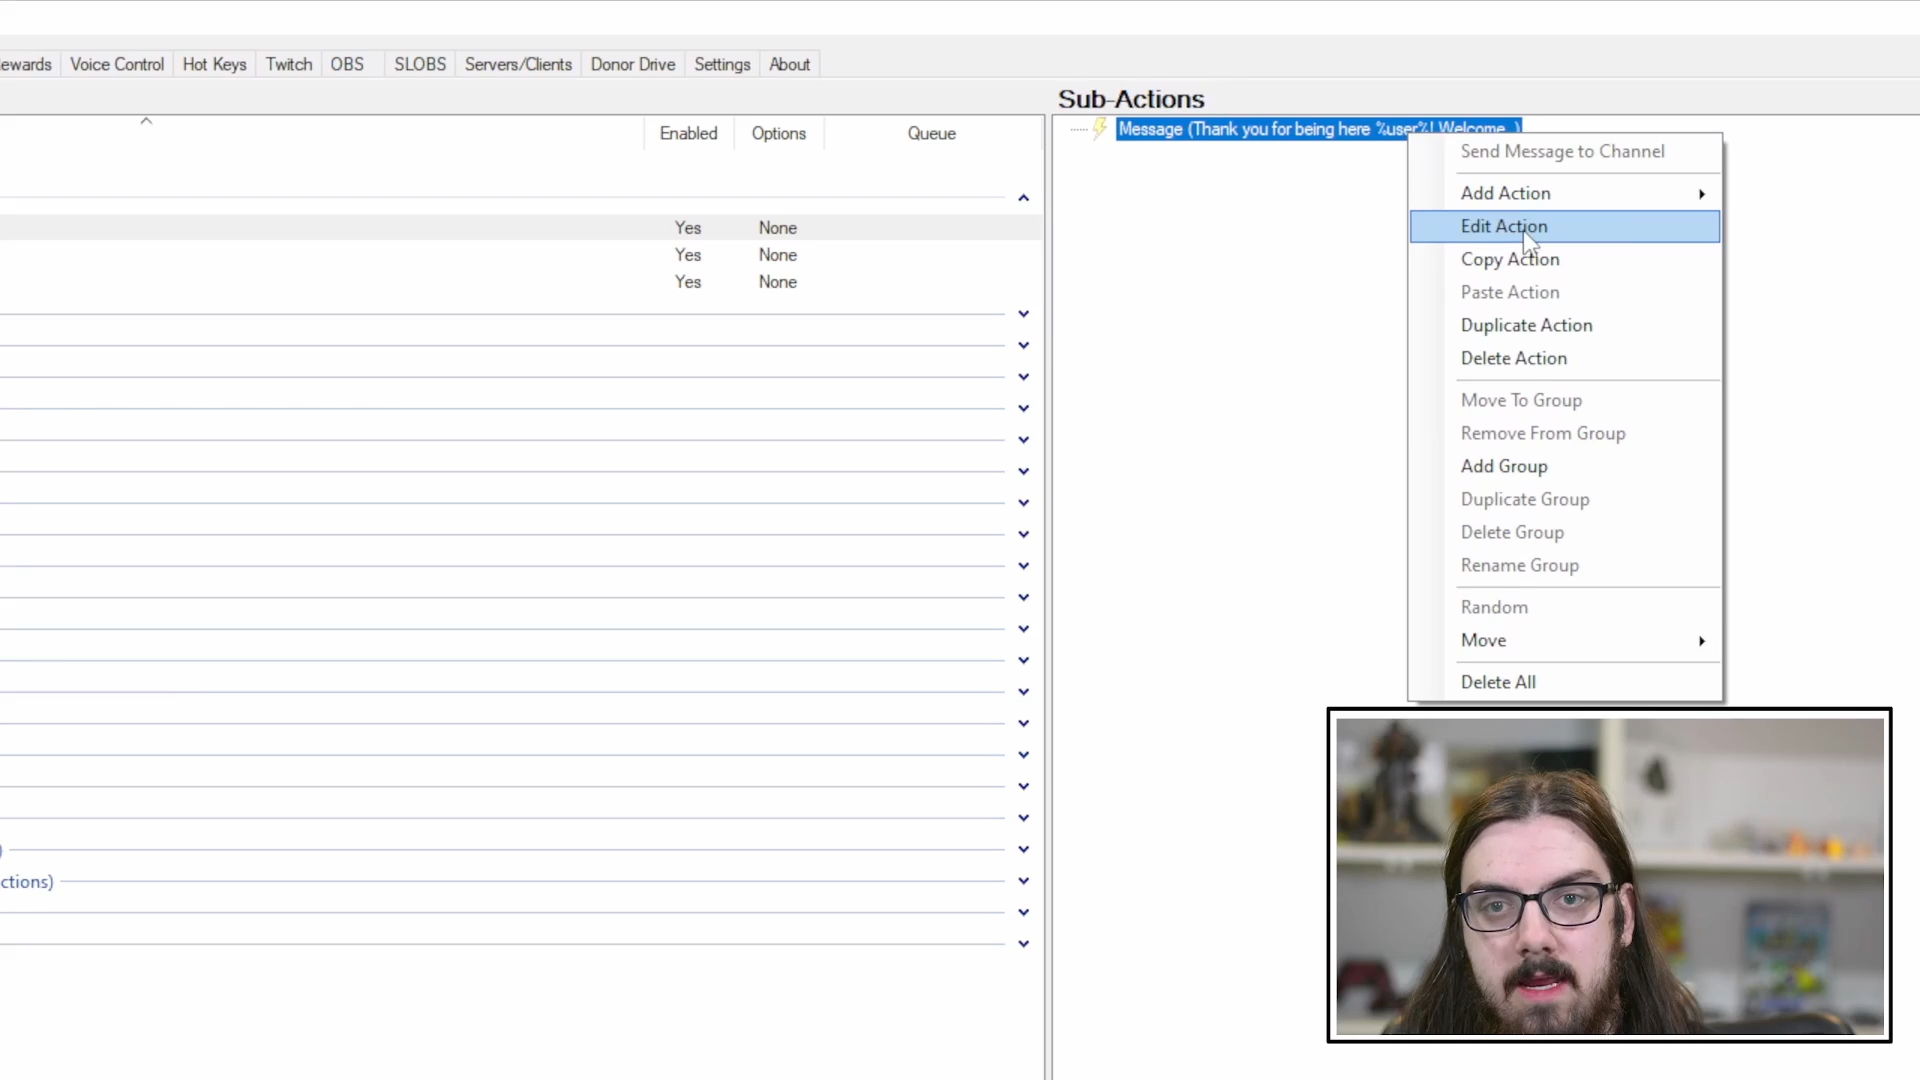 ewards Voice Control Hot Keys Twitch OBS SLOBS Servers/Clients Donor Drive Settings About
Sub-Actions
Enabled Options Queue
Message (Thank you for being here %user%! Welcome. )
Yes None
Yes None
Yes None
ctions)
Send Message to Channel
Add Action
Edit Action
Copy Action
Paste Action
Duplicate Action
Delete Action
Move To Group
Remove From Group
Add Group
Duplicate Group
Delete Group
Rename Group
Random
Move
Delete All